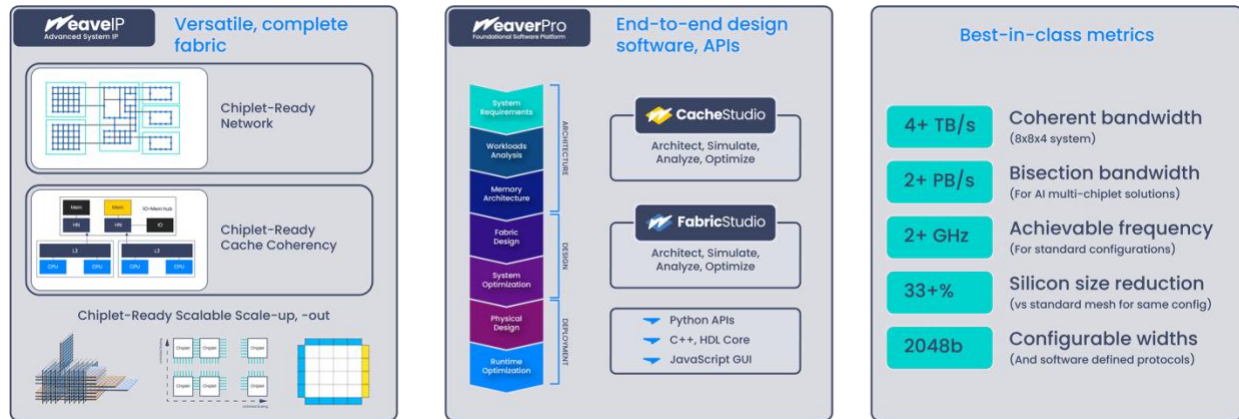 WeaveIP
Advanced System IP
Versatile, complete
fabric
Chiplet-Ready
Network
Mem
Mem
IO+Mem hub
HN
HN
IO
L3
L3
CPU
CPU
CPU
CPU
Chiplet-Ready
Cache Coherency
Chiplet-Ready Scalable Scale-up, -out
Chiplet
Chiplet
Chiplet
Chiplet
Chiplet
Chiplet
WeaverPro
Foundational Software Platform
End-to-end design
software, APIs
System
Requirements
Workloads
Analysis
Memory
Architecture
Fabric
Design
System
Optimization
Physical
Design
Runtime
Optimization
ARCHITECTURE
DESIGN
DEPLOYMENT
CacheStudio
Architect, Simulate,
Analyze, Optimize
FabricStudio
Architect, Simulate,
Analyze, Optimize
Python APIs
C++, HDL Core
JavaScript GUI
Best-in-class metrics
4+ TB/s
Coherent bandwidth
(8x8x4 system)
2+ PB/s
Bisection bandwidth
(For AI multi-chiplet solutions)
2+ GHz
Achievable frequency
(For standard configurations)
33+%
Silicon size reduction
(vs standard mesh for same config)
2048b
Configurable widths
(And software defined protocols)